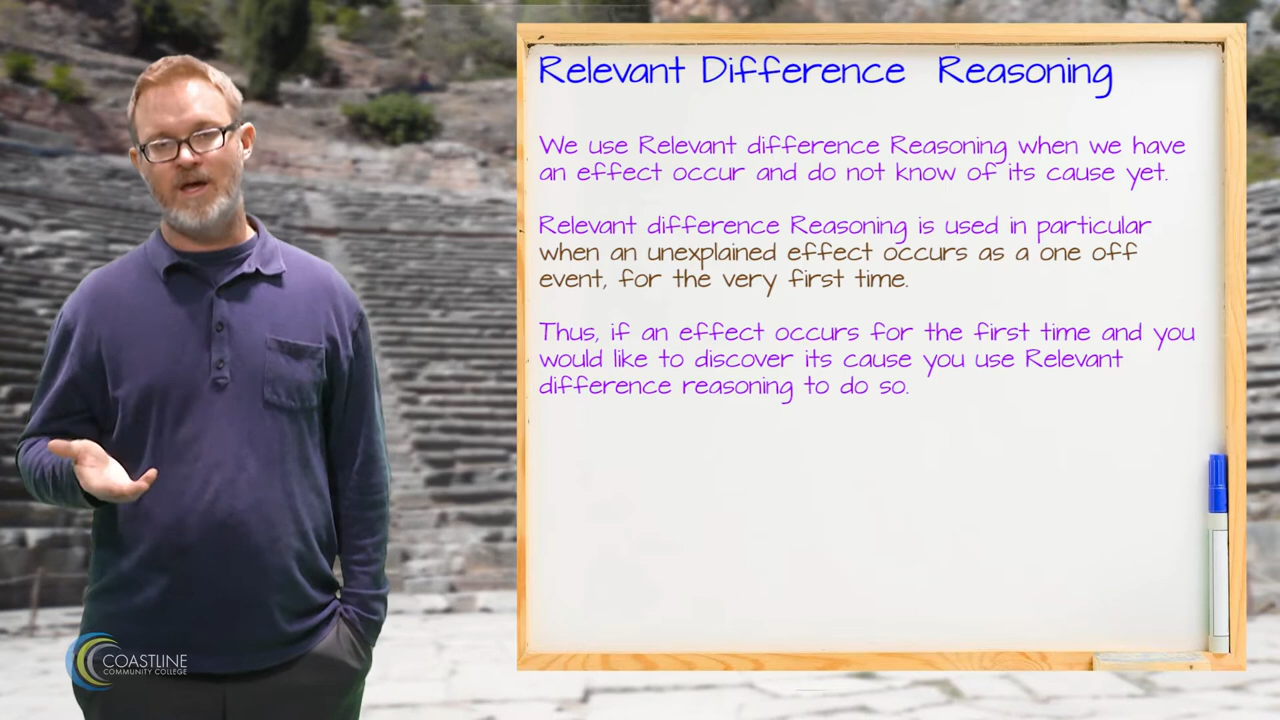 Relevant Difference Reasoning
We use Relevant difference Reasoning when we have
an effect occur and do not know of its cause yet.
Relevant difference Reasoning is used in particular
when an unexplained effect occurs as a one off
event, for the very first time.
Thus, if an effect occurs for the first time and you
would like to discover its cause you use Relevant
difference reasoning to do so.
COASTLINE
COMMUNITY COLLEGE